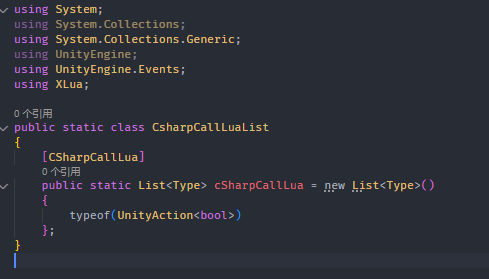 using System;
using System.Collections;
using System.Collections.Generic;
using UnityEngine;
using UnityEngine.Events;
using XLua;
0 个引用
public static class CsharpCallLuaList
{
[CSharpCallLua]
0 个引用
public static List<Type> cSharpCallLua = new List<Type>()
{
typeof(UnityAction<bool>)
};
}